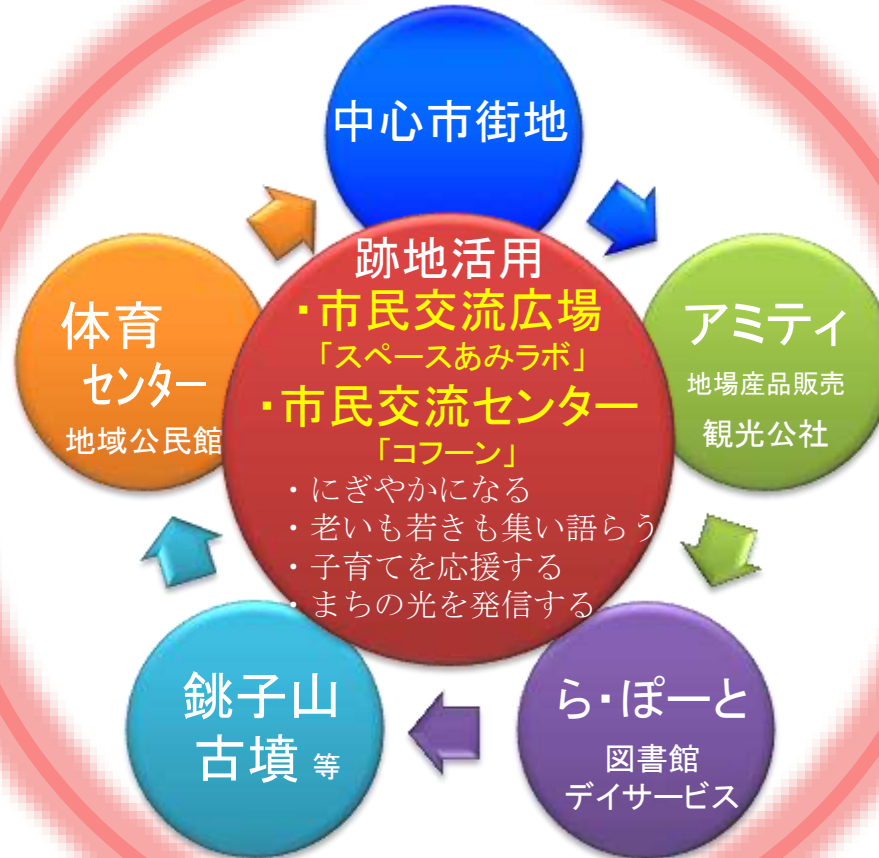 中心市街地
跡地活用
・市民交流広場
「スペースあみラボ」
・市民交流センター
「コフーン」
・にぎやかになる
・老いも若きも集い語らう
・子育てを応援する
・まちの光を発信する
アミティ
地場産品販売
観光公社
ら・ぽーと
図書館
デイサービス
銚子山
古墳 等
体育
センター
地域公民館